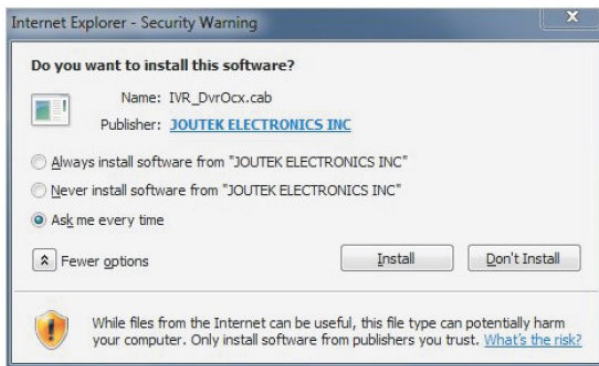 Internet Explorer - Security Warning
Do you want to install this software?
Name: IVR_DvrOcx.cab
Publisher: JOUTEK ELECTRONICS INC
Always install software from "JOUTEK ELECTRONICS INC"
Never install software from "JOUTEK ELECTRONICS INC"
Ask me every time
Fewer options
Install
Don't Install
While files from the Internet can be useful, this file type can potentially harm
your computer. Only install software from publishers you trust. What's the risk?